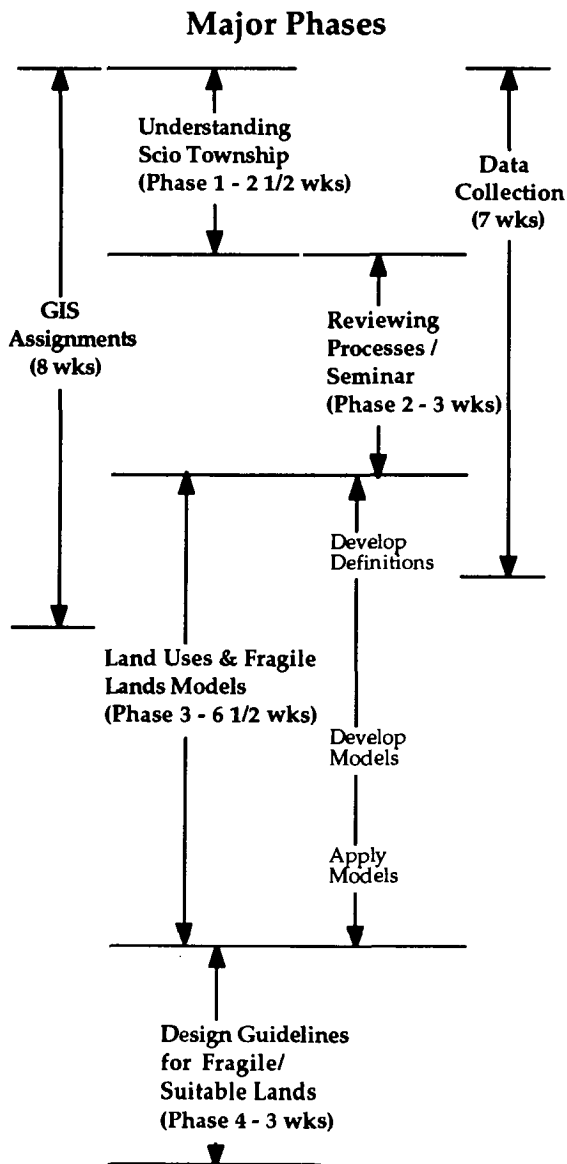 Major Phases
Understanding
Scio Township
(Phase 1 - 2 1/2 wks)
Data
Collection
(7 wks)
GIS
Assignments
(8 wks)
Reviewing
Processes /
Seminar
(Phase 2 - 3 wks)
Develop
Definitions
Land Uses & Fragile
Lands Models
(Phase 3 - 6 1/2 wks)
Develop
Models
Apply
Models
Design Guidelines
for Fragile/
Suitable Lands
(Phase 4 - 3 wks)